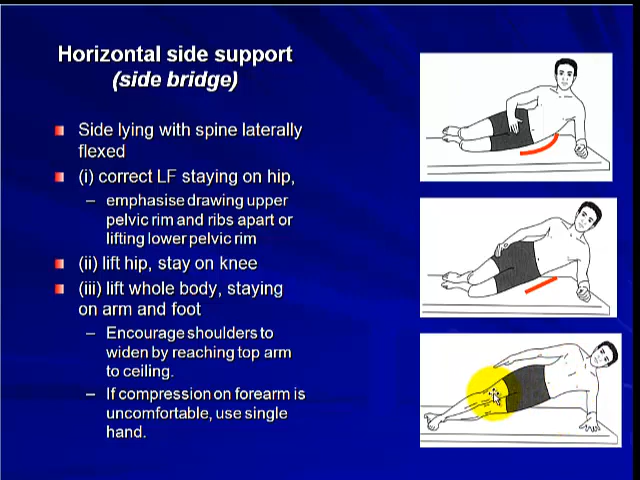 Horizontal side support
(side bridge)
Side lying with spine laterally
flexed
(i) correct LF staying on hip,
– emphasise drawing upper
pelvic rim and ribs apart or
lifting lower pelvic rim
(ii) lift hip, stay on knee
(iii) lift whole body, staying
on arm and foot
– Encourage shoulders to
widen by reaching top arm
to ceiling.
– If compression on forearm is
uncomfortable, use single
hand.